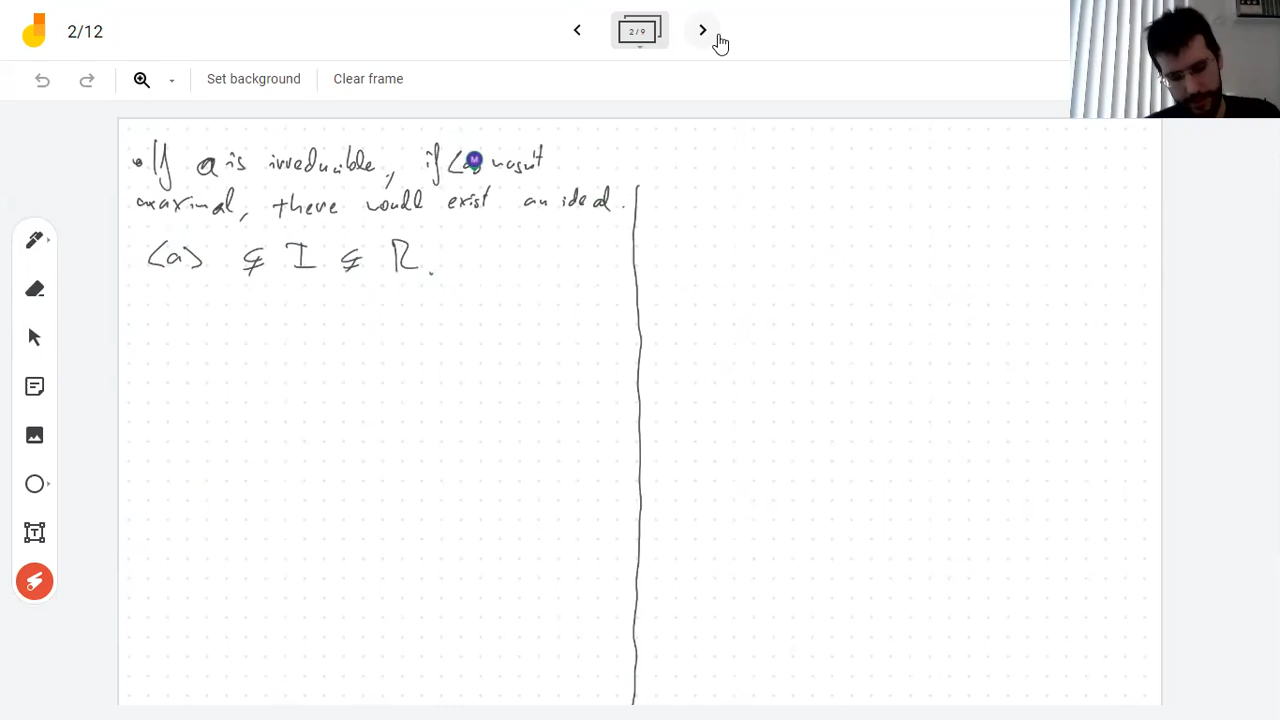 2/12
2/9
Set background
Clear frame
• If a is irreducible, if <a> wasn't
maximal, there would exist an ideal.
<a> ⊊ I ⊊ R.